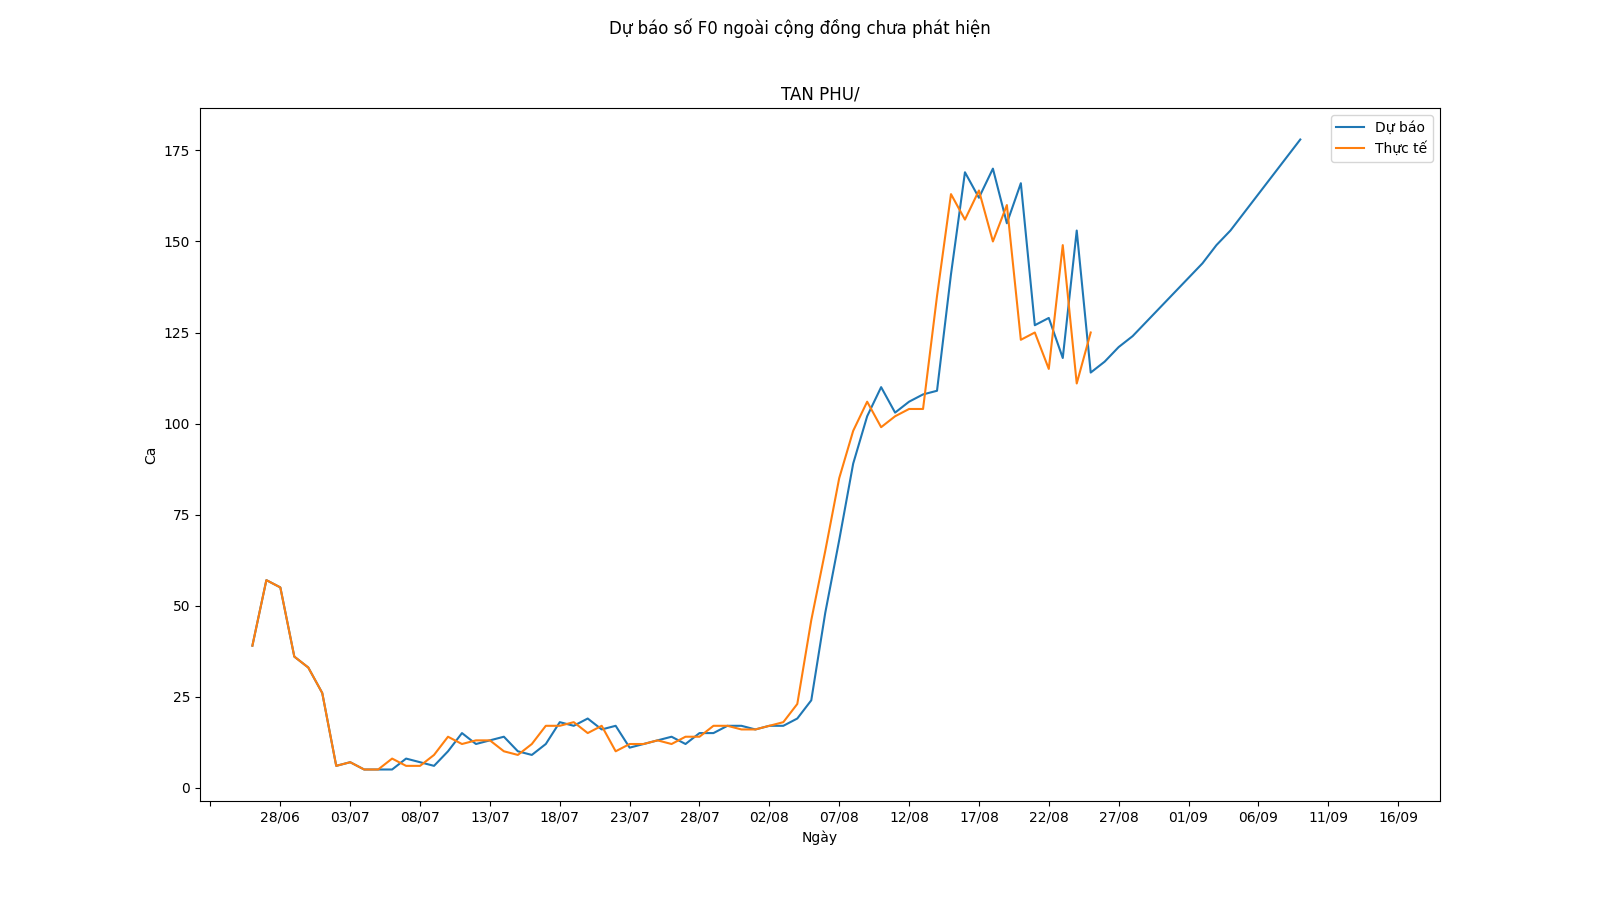 Dự báo số F0 ngoài cộng đồng chưa phát hiện
TAN PHU/
Dự báo
Thực tế
175
150
125
100
75
50
25
0
Ca
28/06 03/07 08/07 13/07 18/07 23/07 28/07 02/08 07/08 12/08 17/08 22/08 27/08 01/09 06/09 11/09 16/09
Ngày